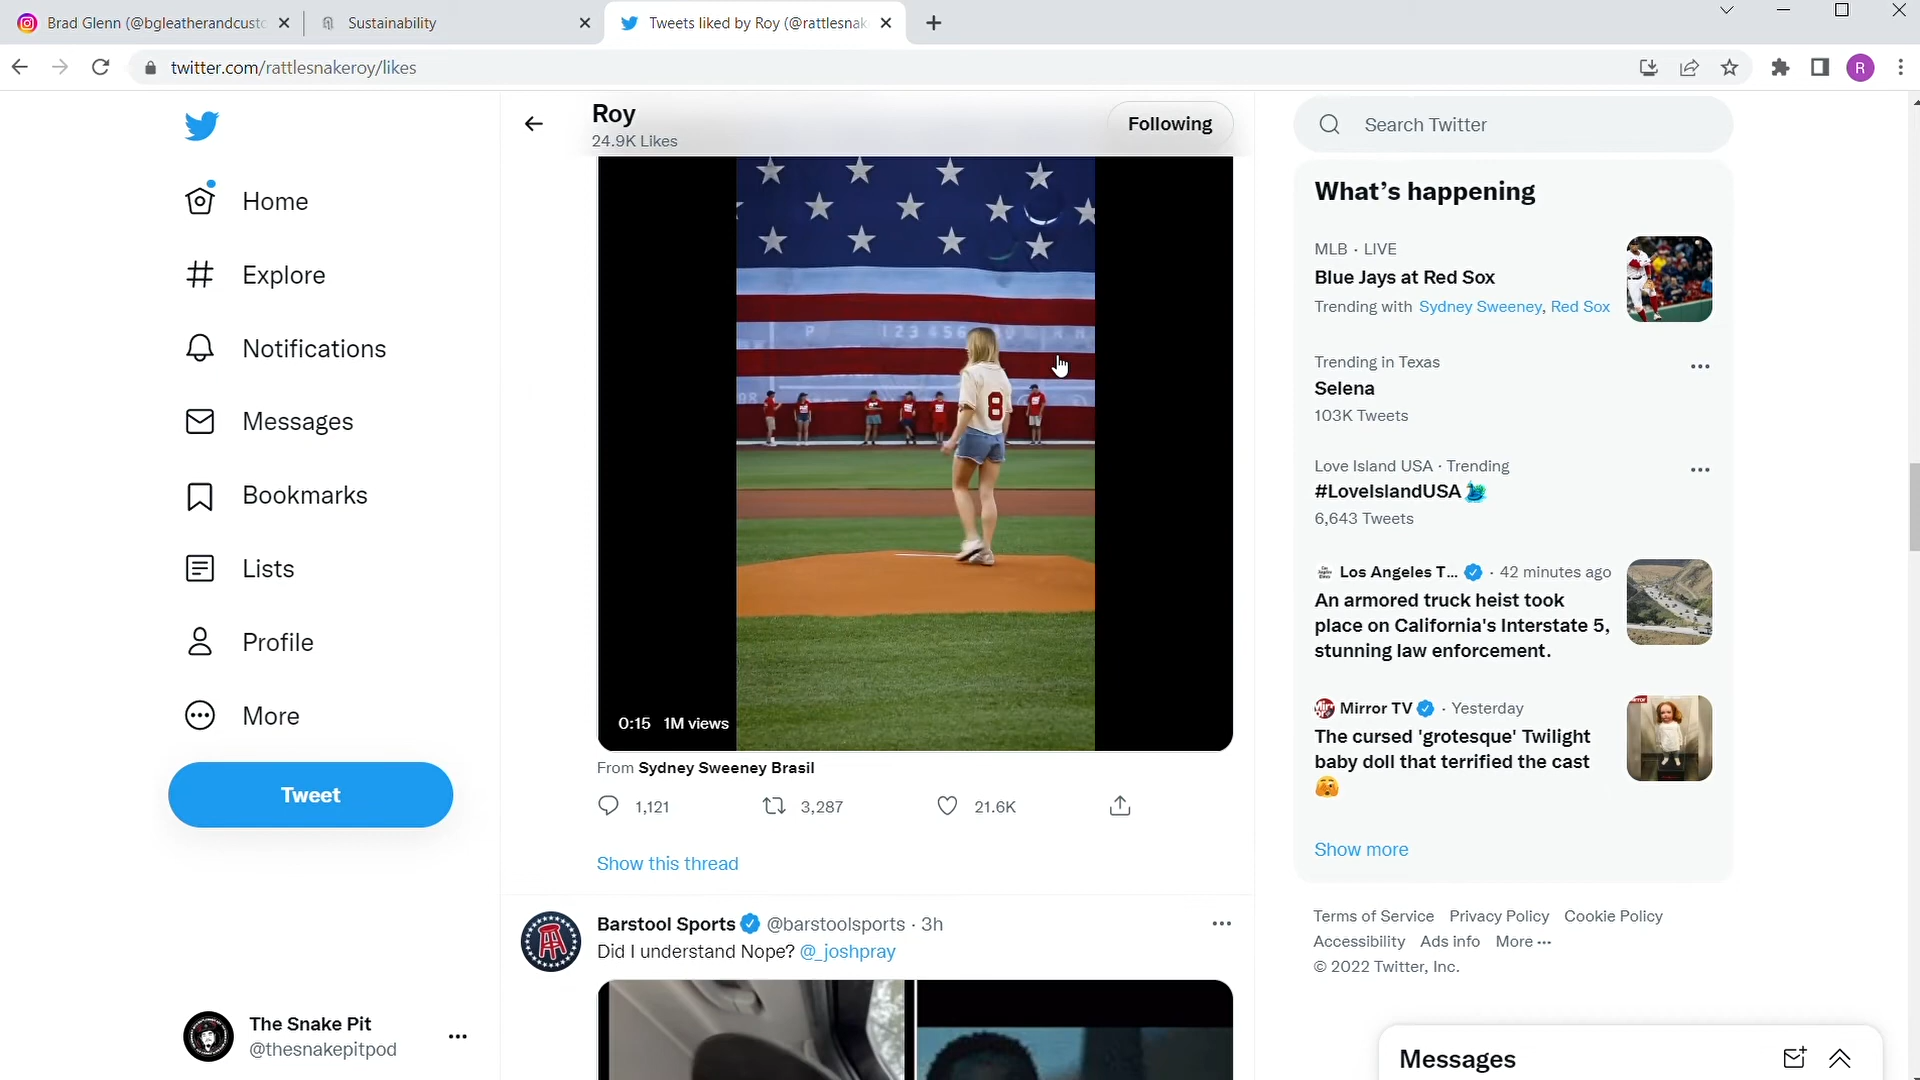 Brad Glenn (@bgleatherandcusto
Sustainability
Tweets liked by Roy (@rattlesnak
twitter.com/rattlesnakeroy/likes
R
Home
Explore
Notifications
Messages
Bookmarks
Lists
Profile
More
Tweet
The Snake Pit
@thesnakepitpod
Roy
24.9K Likes
Following
8
0:15 1M views
From Sydney Sweeney Brasil
1,121 3,287 21.6K
Show this thread
Barstool Sports @barstoolsports · 3h
Did I understand Nope? @_joshpray
Search Twitter
What's happening
MLB · LIVE
Blue Jays at Red Sox
Trending with Sydney Sweeney, Red Sox
Trending in Texas
Selena
103K Tweets
Love Island USA · Trending
#LoveIslandUSA
6,643 Tweets
Los Angeles T... · 42 minutes ago
An armored truck heist took
place on California's Interstate 5,
stunning law enforcement.
Mirror TV · Yesterday
The cursed 'grotesque' Twilight
baby doll that terrified the cast
Show more
Terms of Service Privacy Policy Cookie Policy
Accessibility Ads info More ···
© 2022 Twitter, Inc.
Messages